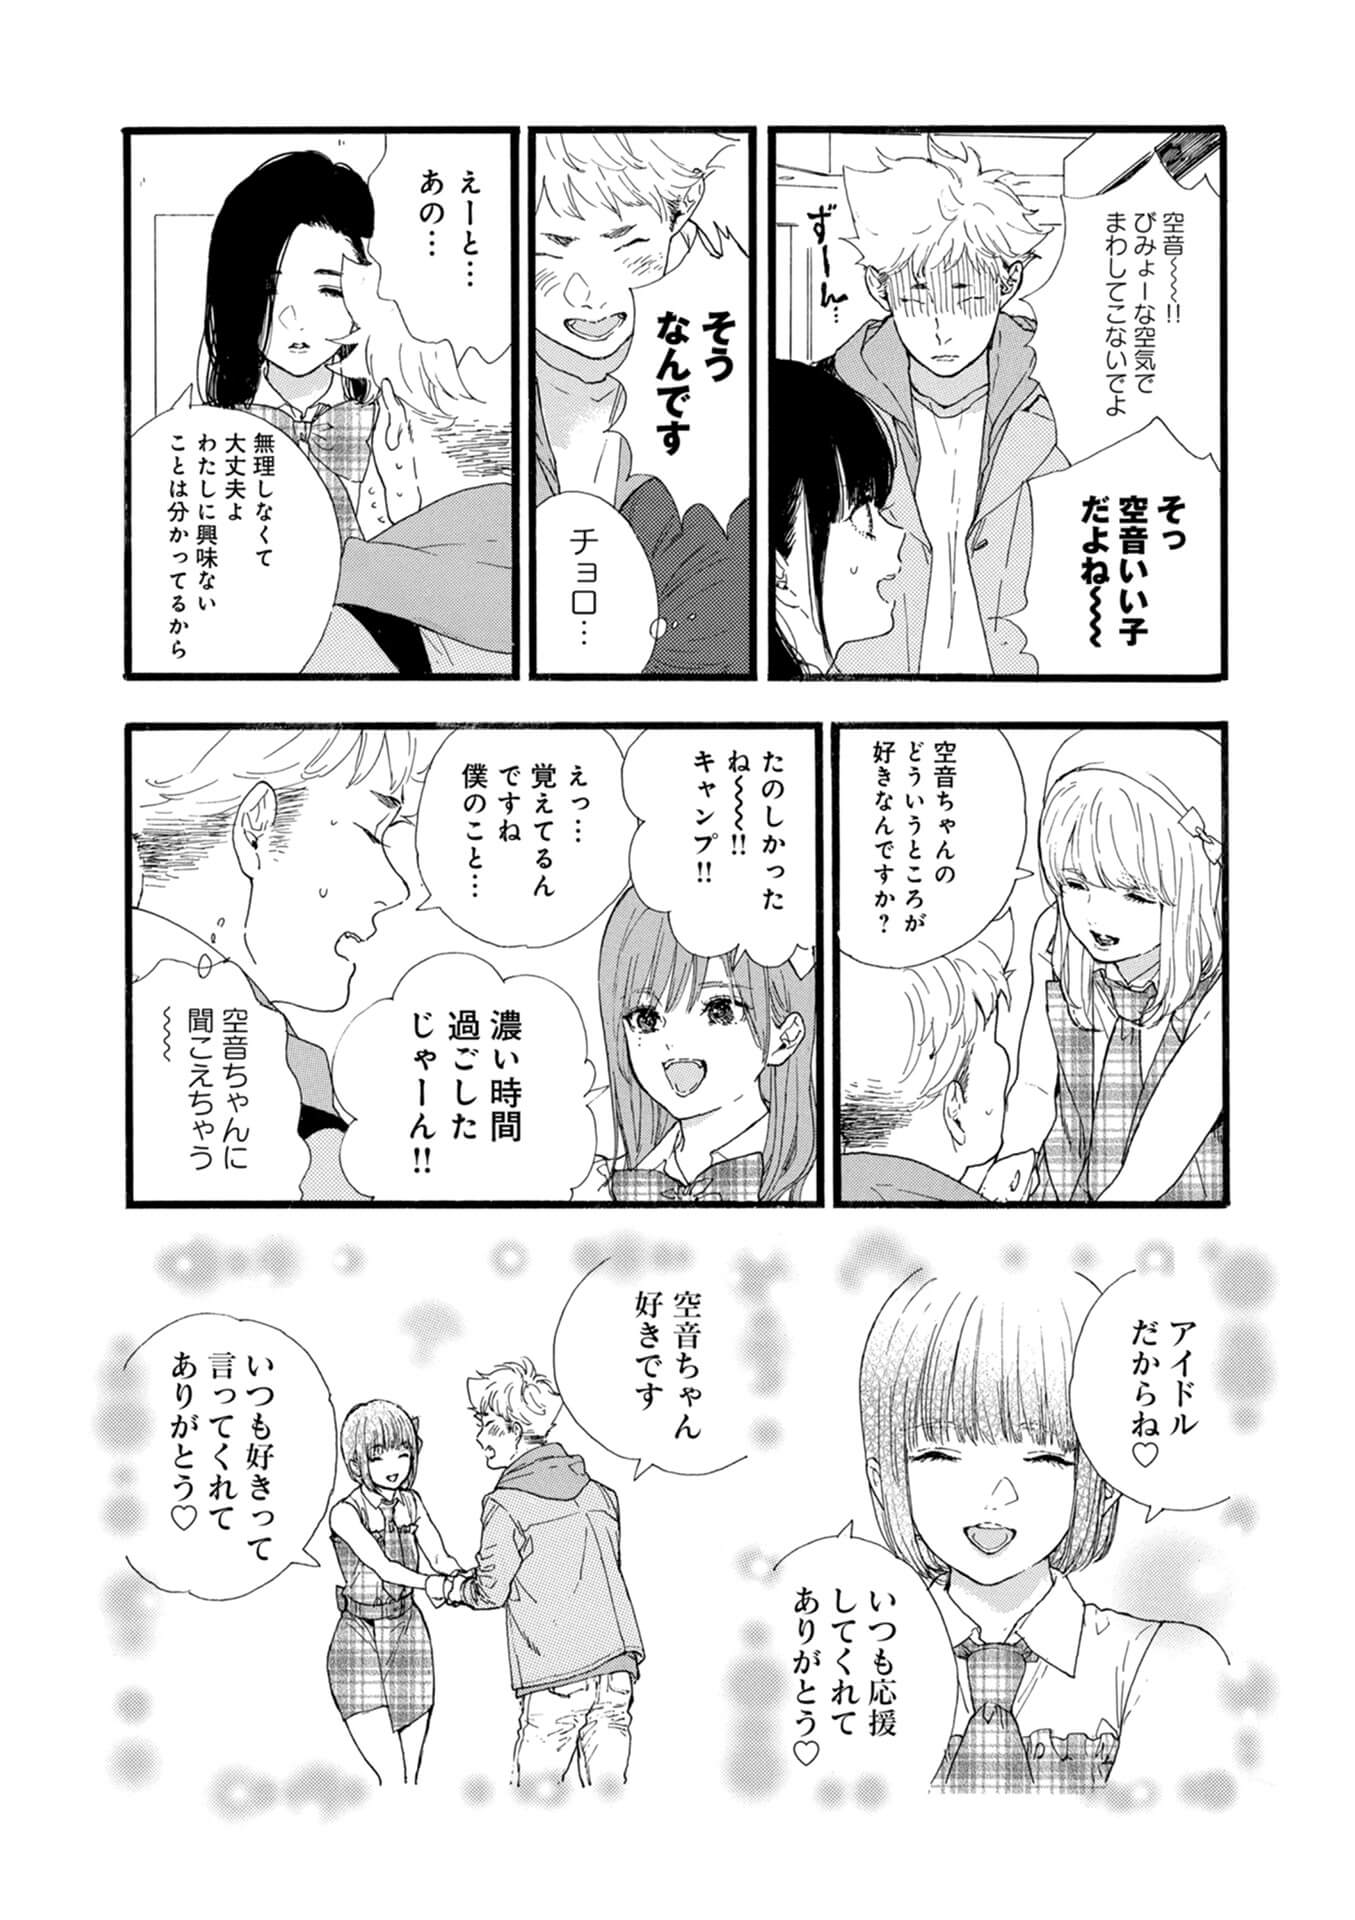 空音〜〜!!
びみょーな空気で
まわしてこないでよ
ずーん…
そっ
空音いい子
だよね〜〜
そう
なんです
チョロ…
えーと…
あの…
無理しなくて
大丈夫よ
わたしに興味ない
ことは分かってるから
空音ちゃんの
どういうところが
好きなんですか？
たのしかった
ね〜〜!!
キャンプ!!
えっ…
覚えてるん
ですね
僕のこと…
濃い時間
過ごした
じゃーん!!
空音ちゃんに
聞こえちゃう
〜〜
アイドル
だからね♡
いつも応援
してくれて
ありがとう♡
空音ちゃん
好きです
いつも好きって
言ってくれて
ありがとう♡